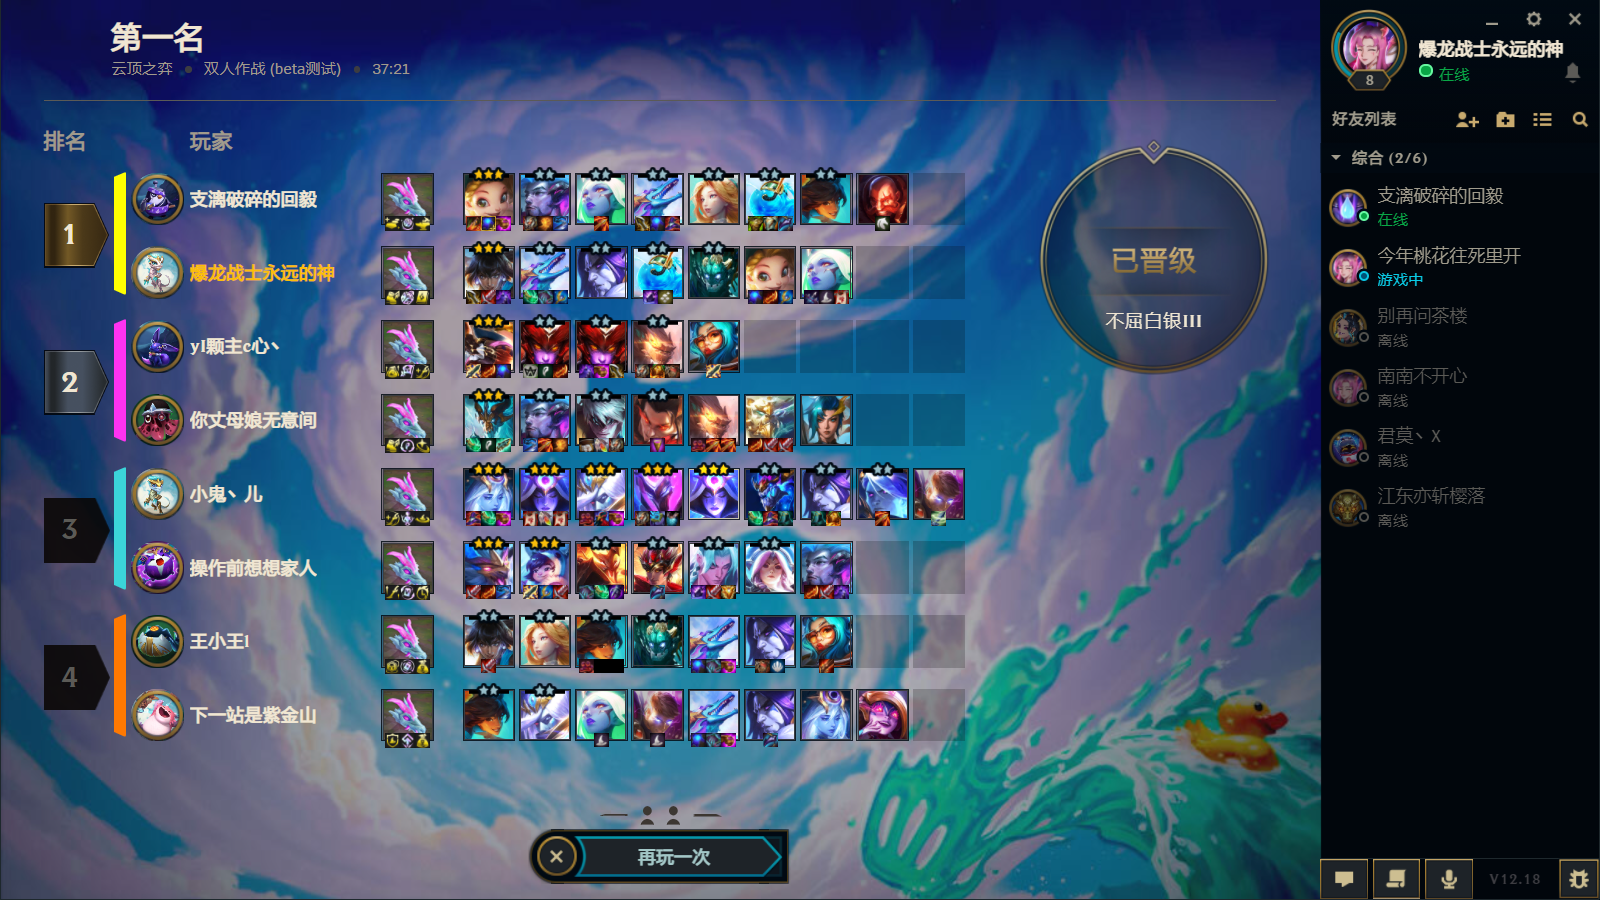 第一名
云顶之弈 • 双人作战 (beta测试) • 37:21
排名 玩家
1
支漓破碎的回毅
爆龙战士永远的神
2
yl颗主c心丶
你丈母娘无意间
3
小鬼丶儿
操作前想想家人
4
王小王l
下一站是紫金山
已晋级
不屈白银III
再玩一次
爆龙战士永远的神
在线
8
好友列表
综合 (2/6)
支漓破碎的回毅
在线
今年桃花往死里开
游戏中
别再问茶楼
离线
南南不开心
离线
君莫丶X
离线
江东亦斩樱落
离线
V12.18